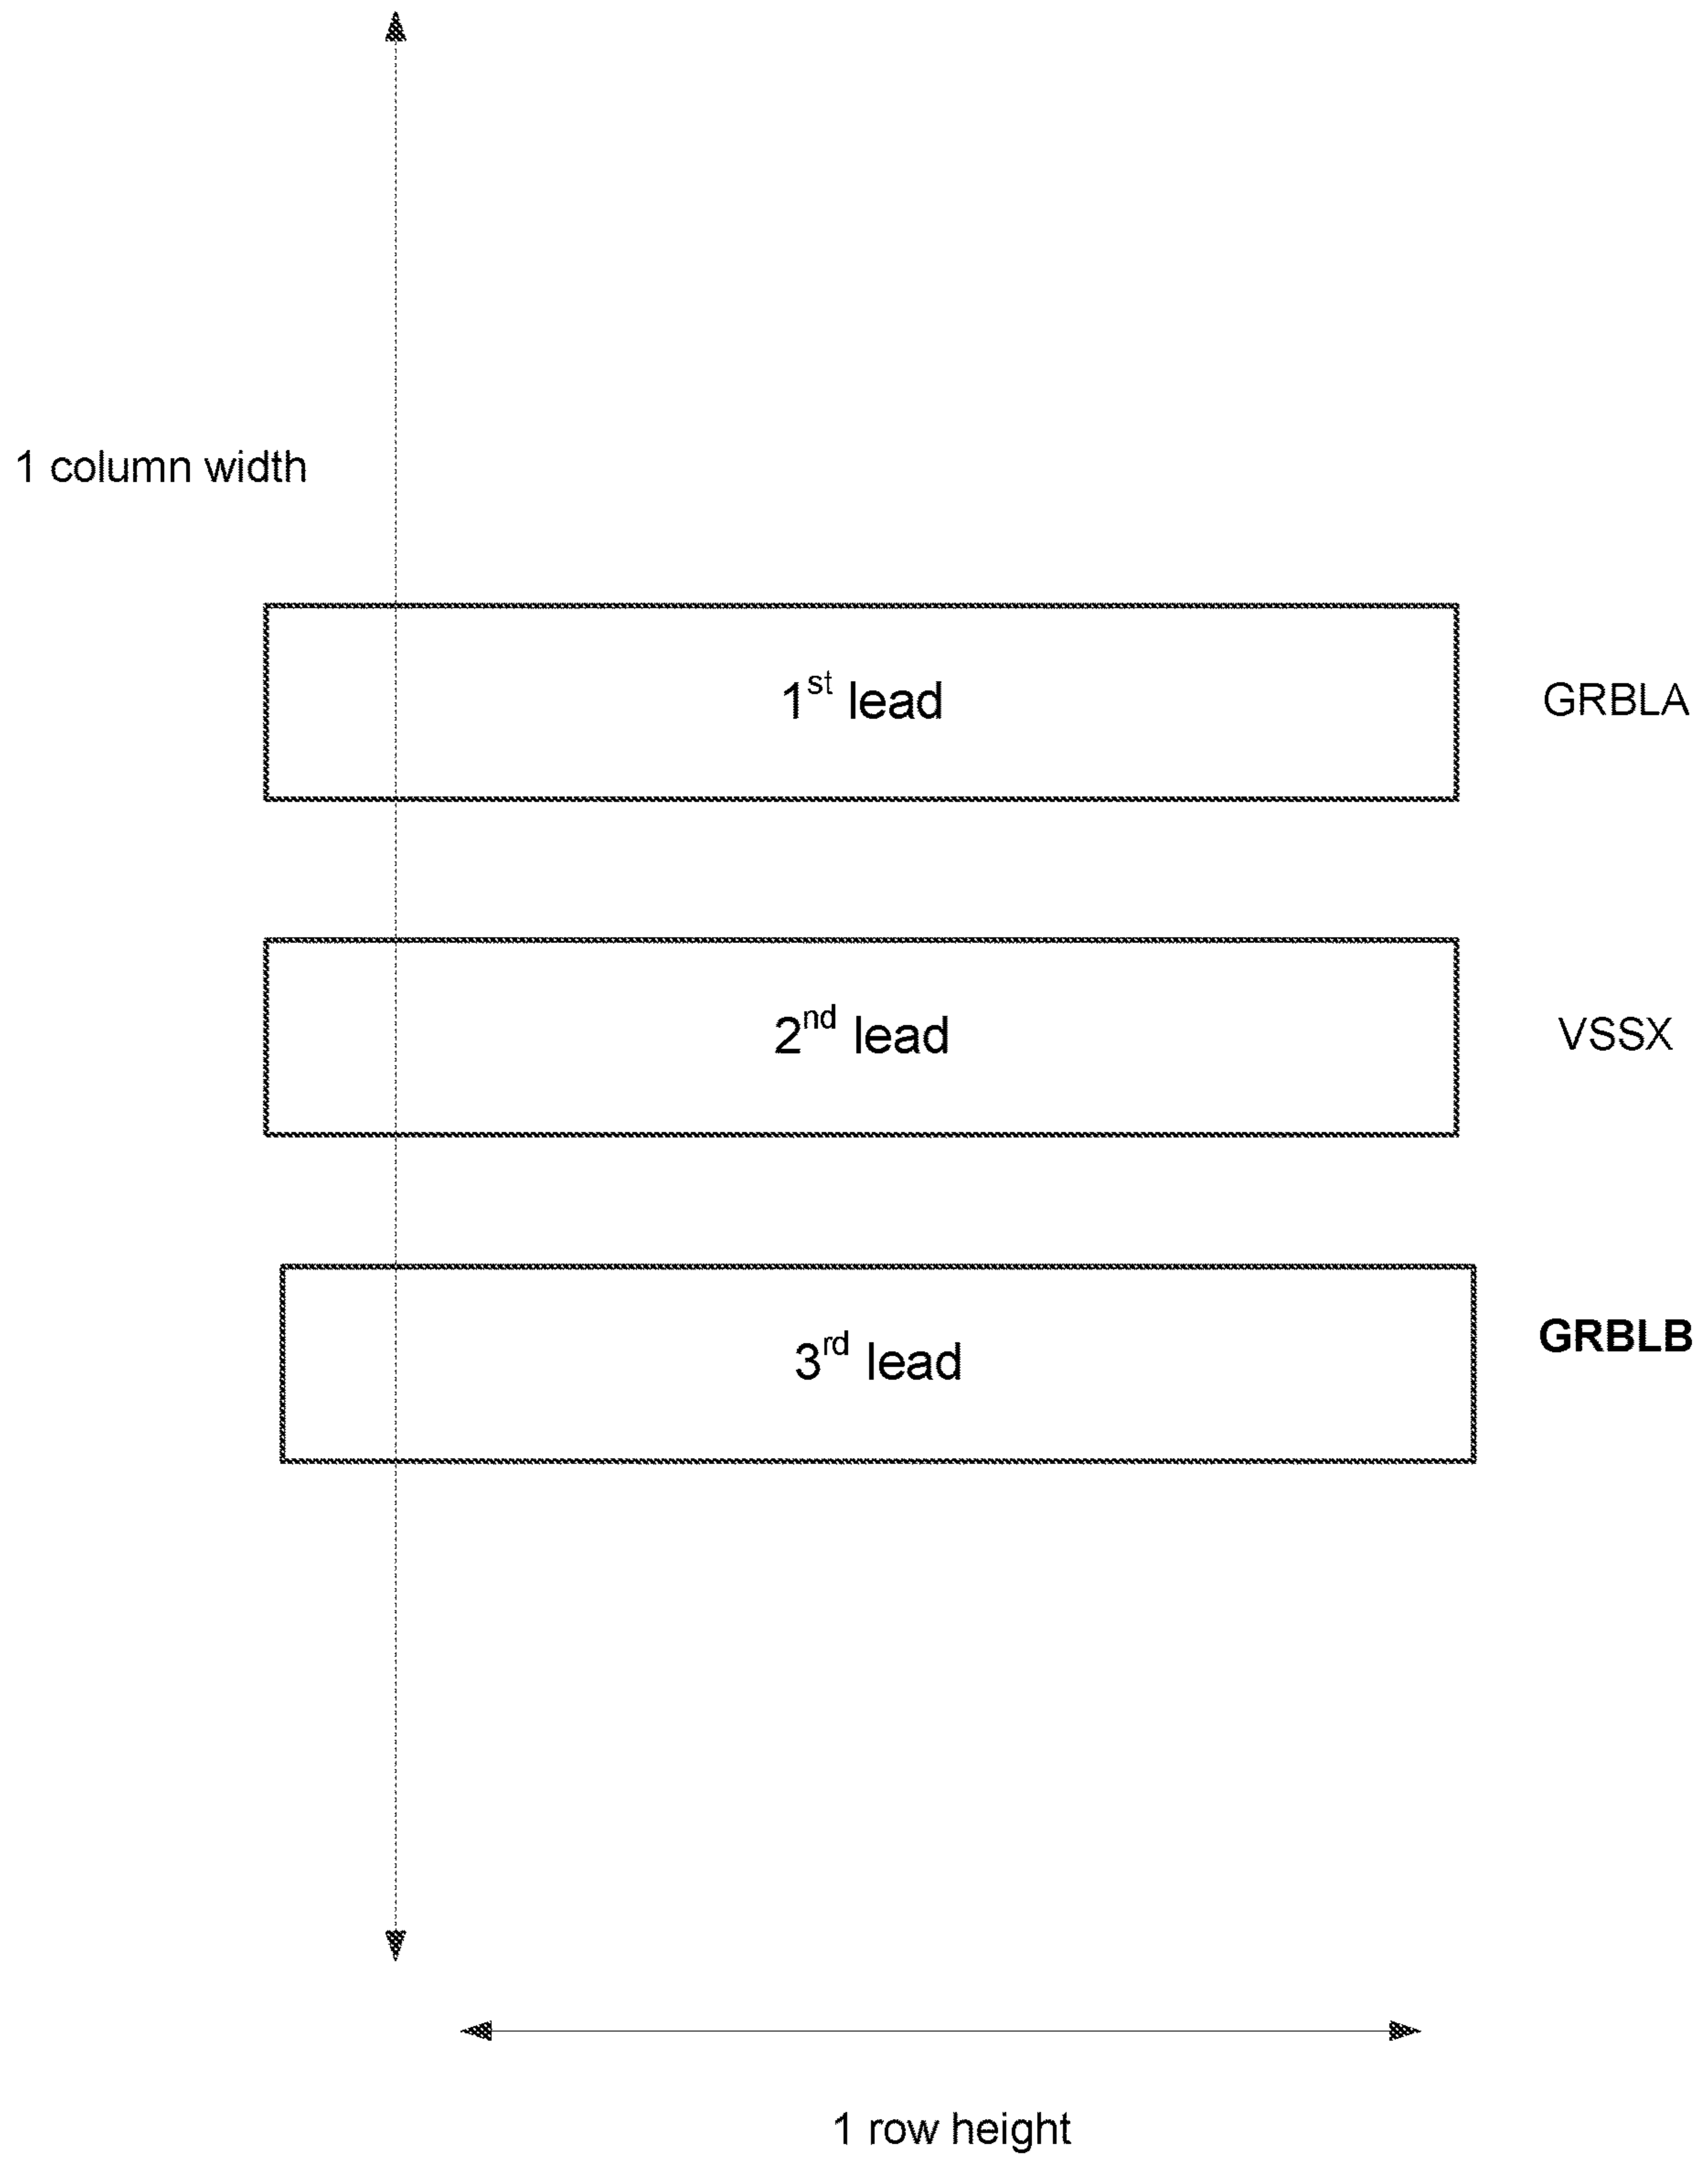 1 column width
1st lead
GRBLA
2nd lead
VSSX
3rd lead
GRBLB
1 row height